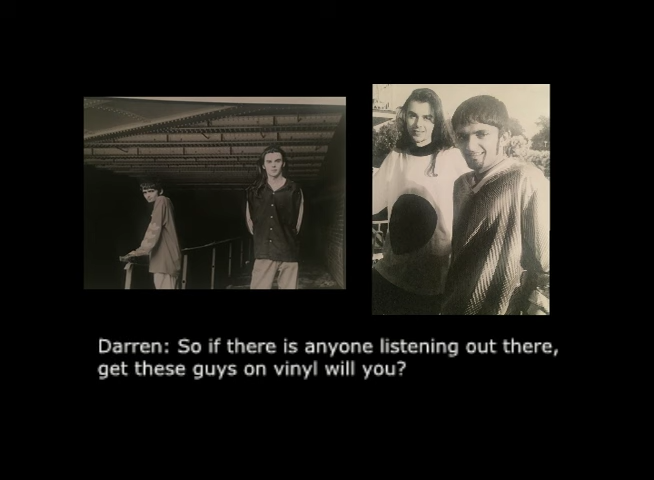 Darren: So if there is anyone listening out there,
get these guys on vinyl will you?